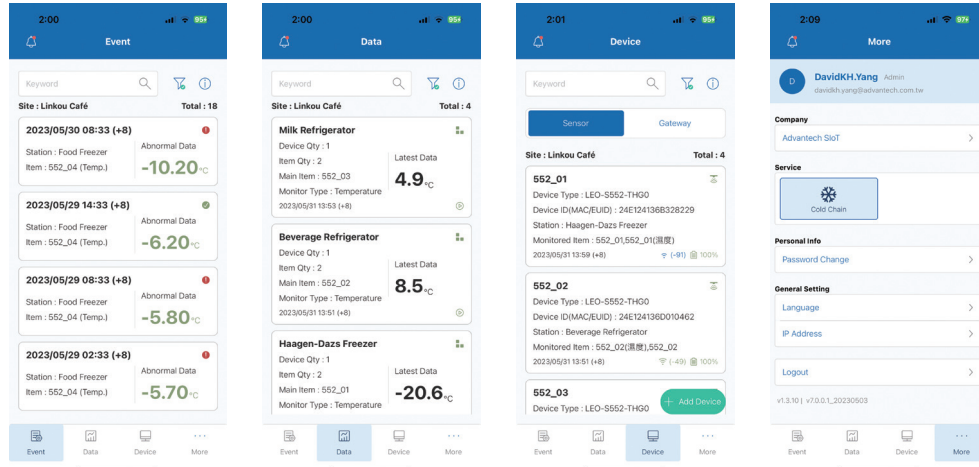 2:00
95+
Event
Keyword
Site : Linkou Café
Total : 18
2023/05/30 08:33 (+8)
Station : Food Freezer
Item : 552_04 (Temp.)
Abnormal Data
-10.20°C
2023/05/29 14:33 (+8)
Station : Food Freezer
Item : 552_04 (Temp.)
Abnormal Data
-6.20°C
2023/05/29 08:33 (+8)
Station : Food Freezer
Item : 552_04 (Temp.)
Abnormal Data
-5.80°C
2023/05/29 02:33 (+8)
Station : Food Freezer
Item : 552_04 (Temp.)
Abnormal Data
-5.70°C
Event
Data
Device
More
2:00
95+
Data
Keyword
Site : Linkou Café
Total : 4
Milk Refrigerator
Device Qty : 1
Item Qty : 2
Main Item : 552_03
Monitor Type : Temperature
2023/05/31 13:53 (+8)
Latest Data
4.9°C
Beverage Refrigerator
Device Qty : 1
Item Qty : 2
Main Item : 552_02
Monitor Type : Temperature
2023/05/31 13:51 (+8)
Latest Data
8.5°C
Haagen-Dazs Freezer
Device Qty : 1
Item Qty : 2
Main Item : 552_01
Monitor Type : Temperature
Latest Data
-20.6°C
Event
Data
Device
More
2:01
95+
Device
Keyword
Sensor
Gateway
Site : Linkou Café
Total : 4
552_01
Device Type : LEO-S552-THG0
Device ID(MAC/EUID) : 24E124136B328229
Station : Haagen-Dazs Freezer
Monitored Item : 552_01,552_01(濕度)
2023/05/31 13:59 (+8)
(-91)
100%
552_02
Device Type : LEO-S552-THG0
Device ID(MAC/EUID) : 24E124136D010462
Station : Beverage Refrigerator
Monitored Item : 552_02(濕度),552_02
2023/05/31 13:51 (+8)
(-49)
100%
552_03
Device Type : LEO-S552-THG0
+ Add Device
Event
Data
Device
More
2:09
97+
More
D
DavidKH.Yang Admin
davidkh.yang@advantech.com.tw
Company
Advantech SIoT
Service
Cold Chain
Personal Info
Password Change
General Setting
Language
IP Address
Logout
v1.3.10 | v7.0.0.1_20230503
Event
Data
Device
More